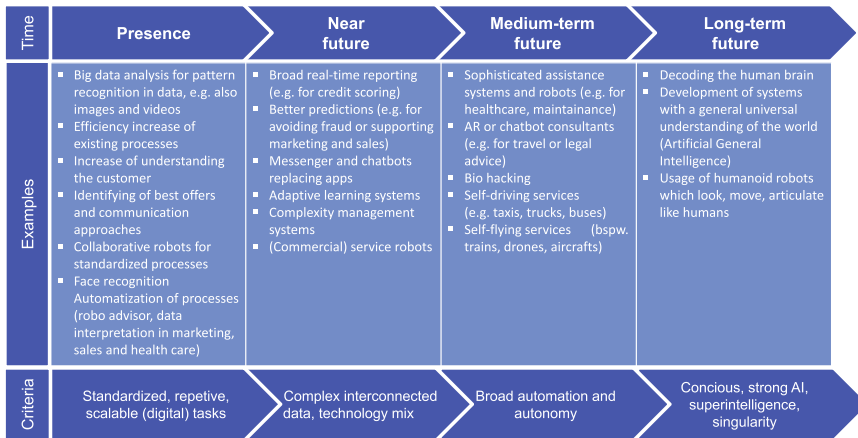 Time
Presence
Near
future
Medium-term
future
Long-term
future
Examples
▪ Big data analysis for pattern
recognition in data, e.g. also
images and videos
▪ Efficiency increase of
existing processes
▪ Increase of understanding
the customer
▪ Identifying of best offers
and communication
approaches
▪ Collaborative robots for
standardized processes
▪ Face recognition
Automatization of processes
(robo advisor, data
interpretation in marketing,
sales and health care)
▪ Broad real-time reporting
(e.g. for credit scoring)
▪ Better predictions (e.g. for
avoiding fraud or supporting
marketing and sales)
▪ Messenger and chatbots
replacing apps
▪ Adaptive learning systems
▪ Complexity management
systems
▪ (Commercial) service robots
▪ Sophisticated assistance
systems and robots (e.g. for
healthcare, maintainance)
▪ AR or chatbot consultants
(e.g. for travel or legal
advice)
▪ Bio hacking
▪ Self-driving services
(e.g. taxis, trucks, buses)
▪ Self-flying services (bspw.
trains, drones, aircrafts)
▪ Decoding the human brain
▪ Development of systems
with a general universal
understanding of the world
(Artificial General
Intelligence)
▪ Usage of humanoid robots
which look, move, articulate
like humans
Criteria
Standardized, repetive,
scalable (digital) tasks
Complex interconnected
data, technology mix
Broad automation and
autonomy
Concious, strong AI,
superintelligence,
singularity